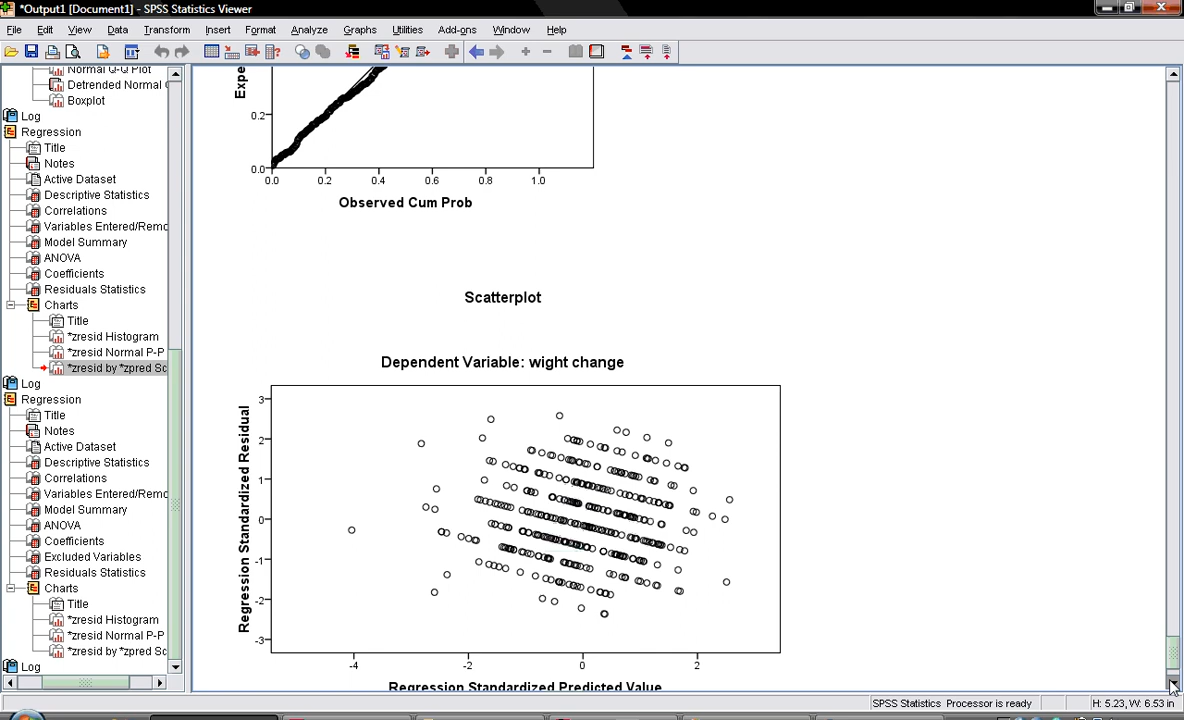 *Output1 [Document1] - SPSS Statistics Viewer
File Edit View Data Transform Insert Format Analyze Graphs Utilities Add-ons Window Help
Normal Q-Q Plot
Detrended Normal
Boxplot
Log
Regression
Title
Notes
Active Dataset
Descriptive Statistics
Correlations
Variables Entered/Remo
Model Summary
ANOVA
Coefficients
Residuals Statistics
Charts
Title
*zresid Histogram
*zresid Normal P-P
*zresid by *zpred Sc
Log
Regression
Title
Notes
Active Dataset
Descriptive Statistics
Correlations
Variables Entered/Remo
Model Summary
ANOVA
Coefficients
Excluded Variables
Residuals Statistics
Charts
Title
*zresid Histogram
*zresid Normal P-P
*zresid by *zpred Sc
Log
Expe
0.2
0.0
0.0 0.2 0.4 0.6 0.8 1.0
Observed Cum Prob
Scatterplot
Dependent Variable: wight change
Regression Standardized Residual
3
2
1
0
-1
-2
-3
-4 -2 0 2
Regression Standardized Predicted Value
SPSS Statistics Processor is ready
H: 5.23, W: 6.53 in